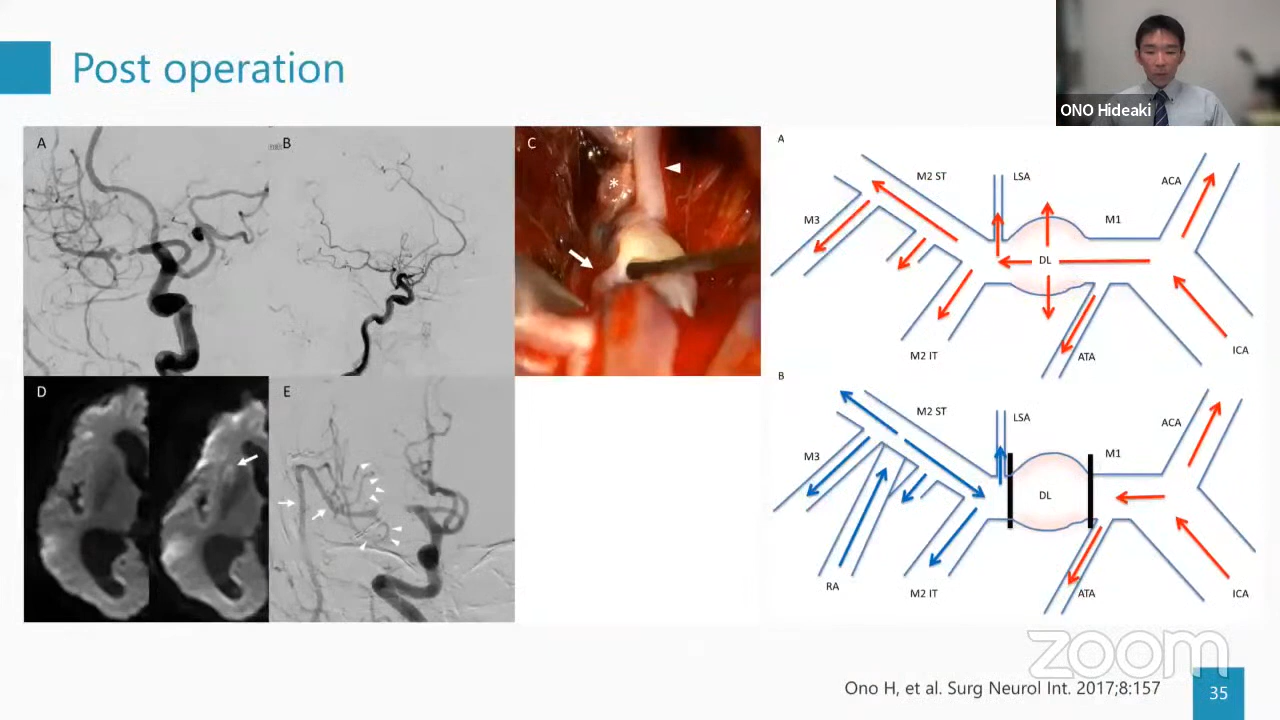 Post operation
ONO Hideaki
A
B
C
D
E
A
M2 ST
LSA
ACA
M3
M1
DL
M2 IT
ATA
ICA
B
M2 ST
LSA
ACA
M3
M1
DL
RA
M2 IT
ATA
ICA
zoom
Ono H, et al. Surg Neurol Int. 2017;8:157
35